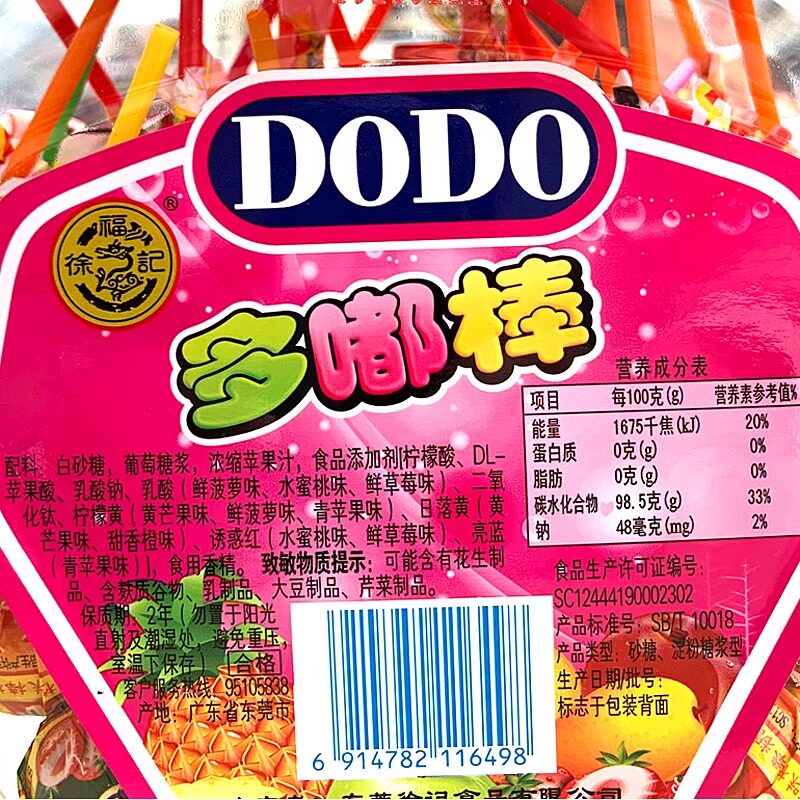 DODO
福
徐 記
®
多嘟棒
营养成分表
项目 每100克(g) 营养素参考值%
能量 1675千焦(kJ) 20%
蛋白质 0克(g) 0%
脂肪 0克(g) 0%
碳水化合物 98.5克(g) 33%
钠 48毫克(mg) 2%
配料：白砂糖，葡萄糖浆，浓缩苹果汁，食品添加剂[柠檬酸、DL-
苹果酸、乳酸钠、乳酸（鲜菠萝味、水蜜桃味、鲜草莓味）、二氧
化钛、柠檬黄（黄芒果味、鲜菠萝味、青苹果味）、日落黄（黄
芒果味、甜香橙味）、诱惑红（水蜜桃味、鲜草莓味）、亮蓝
（青苹果味）]，食用香精。 致敏物质提示：可能含有花生制
品、含麸质谷物、乳制品、大豆制品、芹菜制品。
保质期：2年（勿置于阳光
直射及潮湿处，避免重压，
室温下保存） 合格
客户服务热线：95105838
产地：广东省东莞市
食品生产许可证编号：
SC12444190002302
产品标准号：SB/T 10018
产品类型：砂糖、淀粉糖浆型
生产日期/批号：
标志于包装背面
6 914782 116498
东莞徐记食品有限公司